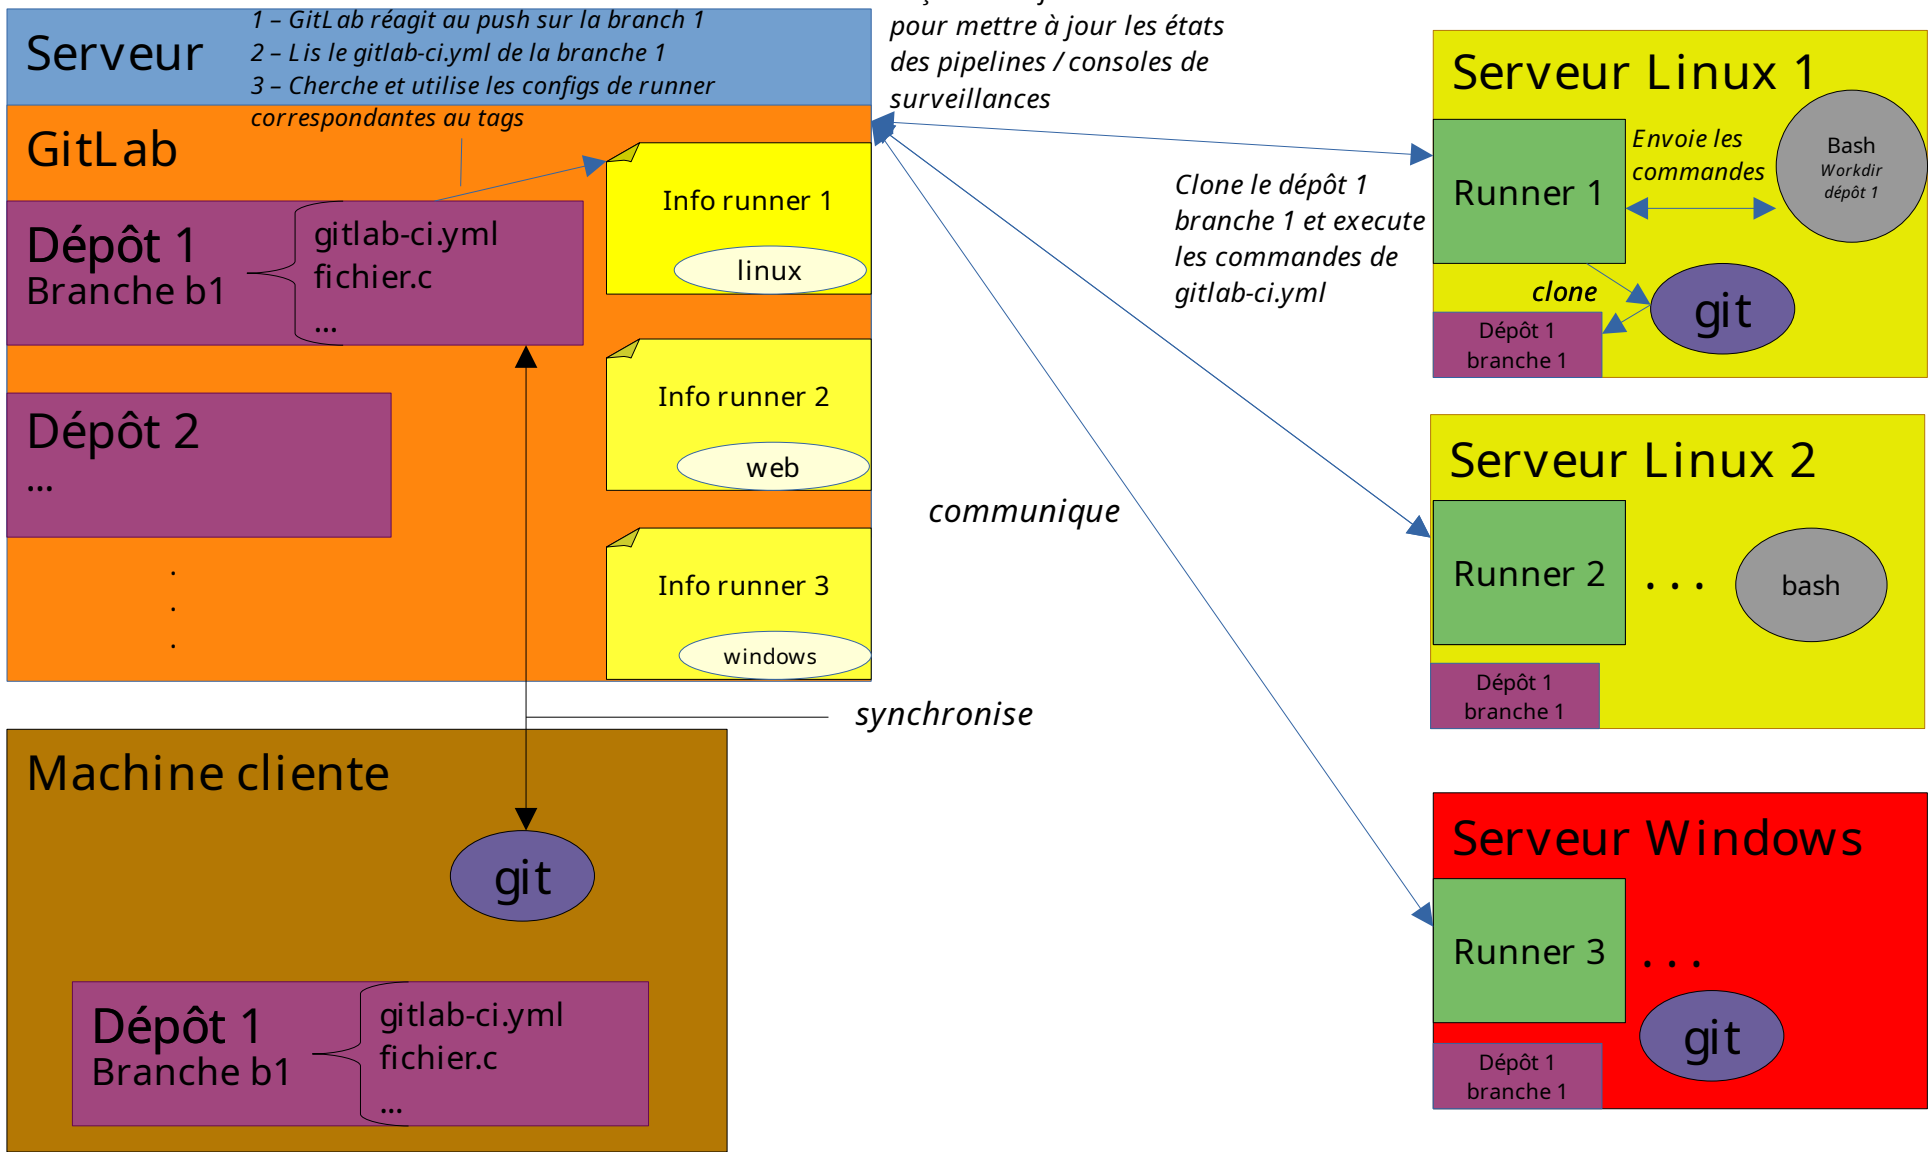 Serveur
1 – GitLab réagit au push sur la branch 1
2 – Lis le gitlab-ci.yml de la branche 1
3 – Cherche et utilise les configs de runner
correspondantes au tags
GitLab
Dépôt 1
Branche b1
gitlab-ci.yml
fichier.c
...
Dépôt 2
...
.
.
.
Info runner 1
linux
Info runner 2
web
Info runner 3
windows
pour mettre à jour les états
des pipelines / consoles de
surveillances
Clone le dépôt 1
branche 1 et execute
les commandes de
gitlab-ci.yml
communique
synchronise
Machine cliente
git
Dépôt 1
Branche b1
gitlab-ci.yml
fichier.c
...
Serveur Linux 1
Runner 1
Envoie les
commandes
Bash
Workdir
dépôt 1
clone
git
Dépôt 1
branche 1
Serveur Linux 2
Runner 2
...
bash
Dépôt 1
branche 1
Serveur Windows
Runner 3
...
git
Dépôt 1
branche 1